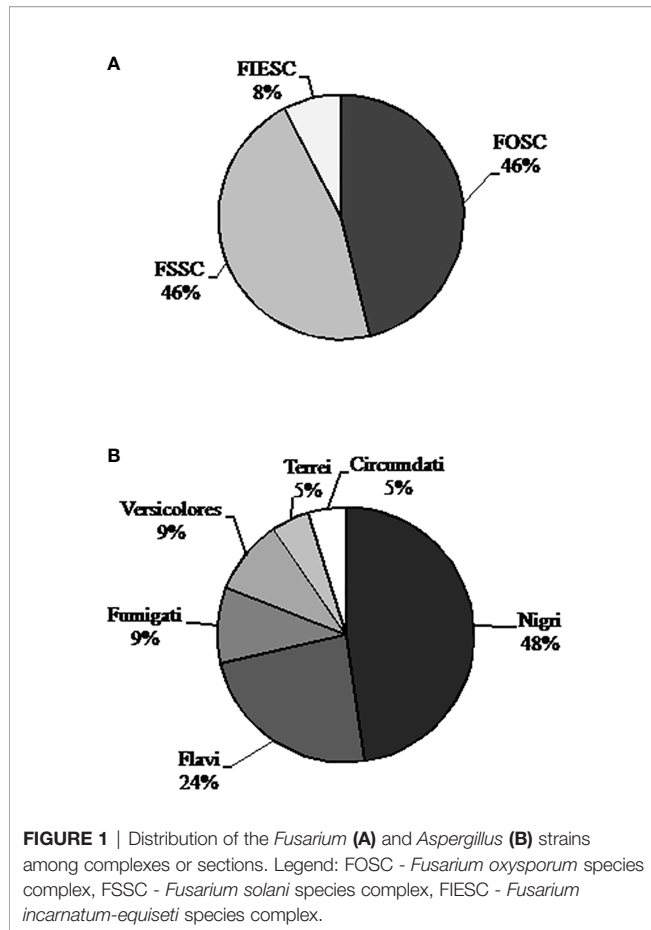 A
FIESC
8%
FOSC
46%
FSSC
46%
B
Terrei
5%
Circumdati
5%
Versicolores
9%
Fumigati
9%
Nigri
48%
Flavi
24%
FIGURE 1 | Distribution of the Fusarium (A) and Aspergillus (B) strains
among complexes or sections. Legend: FOSC - Fusarium oxysporum species
complex, FSSC - Fusarium solani species complex, FIESC - Fusarium
incarnatum-equiseti species complex.